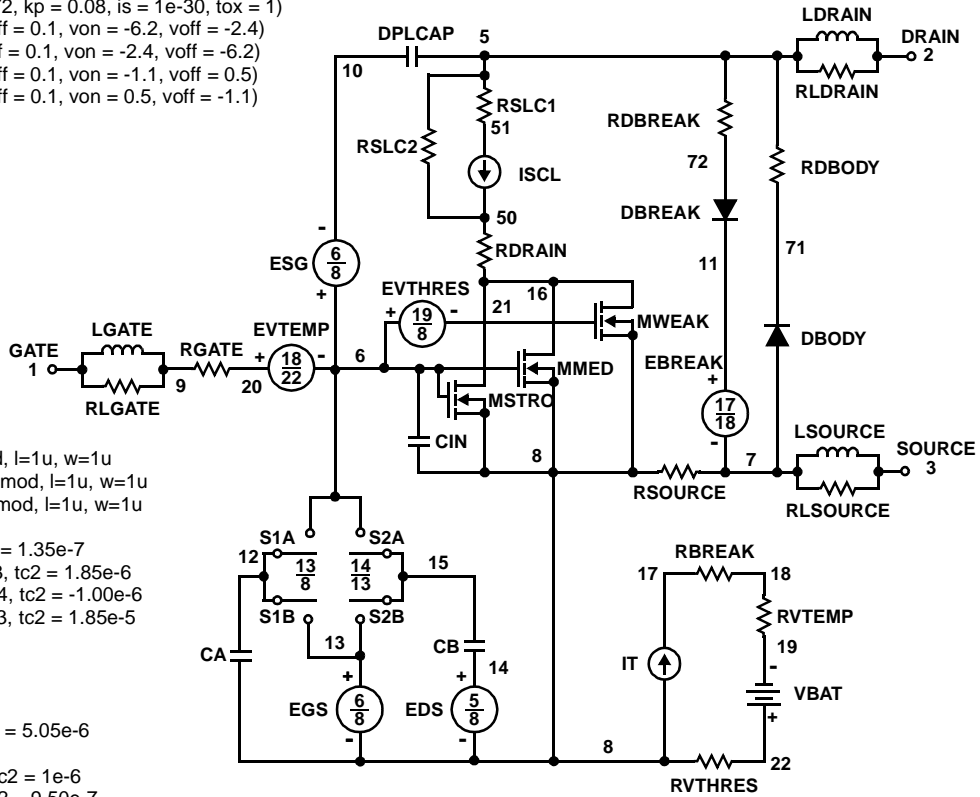 2, kp = 0.08, is = 1e-30, tox = 1)
ff = 0.1, von = -6.2, voff = -2.4)
f = 0.1, von = -2.4, voff = -6.2)
ff = 0.1, von = -1.1, voff = 0.5)
ff = 0.1, von = 0.5, voff = -1.1)
LDRAIN
DPLCAP
5
DRAIN
2
10
RLDRAIN
RSLC1
51
RDBREAK
RSLC2
72
RDBODY
ISCL
DBREAK
50
- 
ESG
6
8
+
RDRAIN
11
71
EVTHRES
16
21
+
19
8
-
MWEAK
LGATE
EVTEMP
GATE
1
RGATE
+
18
22
-
6
MMED
EBREAK
DBODY
9
20
+
RLGATE
MSTRO
17
18
-
CIN
LSOURCE
8
7
SOURCE
3
RSOURCE
RLSOURCE
d, l=1u, w=1u
mod, l=1u, w=1u
mod, l=1u, w=1u
= 1.35e-7
3, tc2 = 1.85e-6
4, tc2 = -1.00e-6
3, tc2 = 1.85e-5
S1A
S2A
12
13
8
14
13
15
S1B
S2B
RBREAK
17
18
RVTEMP
13
CA
CB
19
+
+
14
IT
-
VBAT
EGS
6
8
EDS
5
8
+
-
-
8
22
RVTHRES
= 5.05e-6
c2 = 1e-6